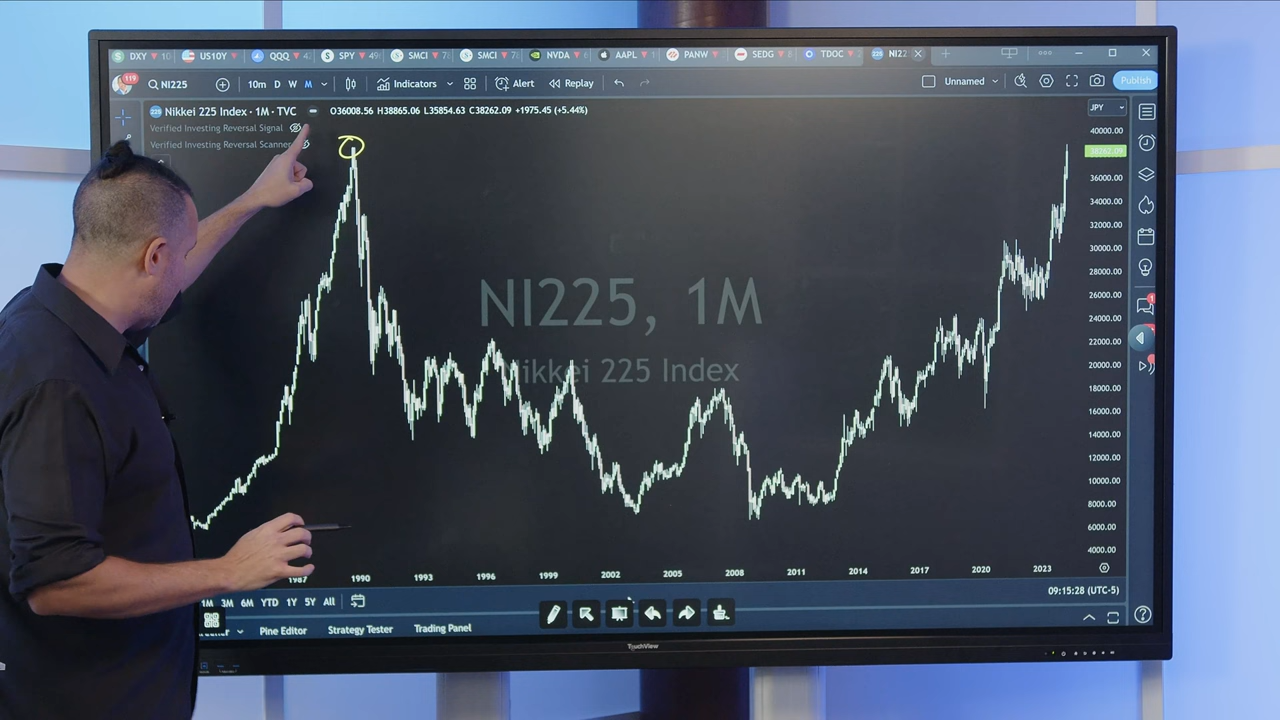 DXY US10Y QQQ SPY SMCI SMCI NVDA AAPL PANW SEDG TDOC NI22
119 NI225 10m D W M Indicators Alert Replay Unnamed Publish
Nikkei 225 Index · 1M · TVC O36008.56 H38865.06 L35854.63 C38262.09 +1975.45 (+5.44%) JPY
Verified Investing Reversal Signal
Verified Investing Reversal Scanner
40000.00
38262.09
36000.00
34000.00
32000.00
30000.00
28000.00
26000.00
24000.00
22000.00
20000.00
18000.00
16000.00
14000.00
12000.00
10000.00
8000.00
6000.00
4000.00
NI225, 1M
Nikkei 225 Index
1987 1990 1993 1996 1999 2002 2005 2008 2011 2014 2017 2020 2023
1M 3M 6M YTD 1Y 5Y All 09:15:28 (UTC-5)
Pine Editor Strategy Tester Trading Panel
TouchView